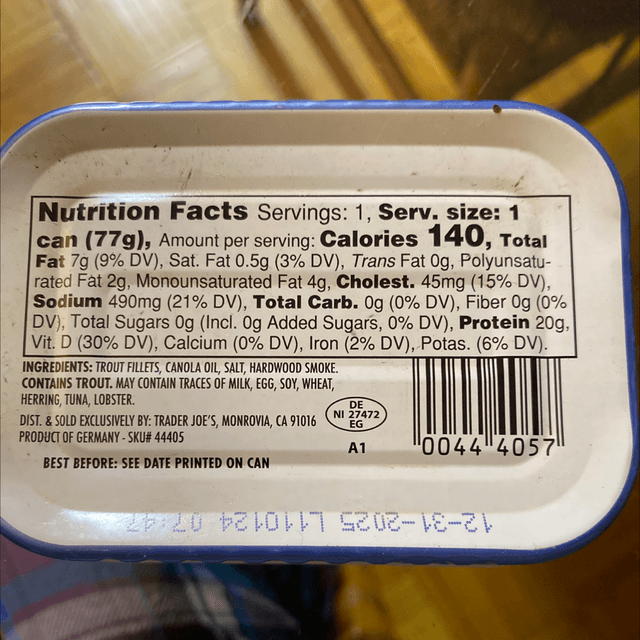 Nutrition Facts Servings: 1, Serv. size: 1
can (77g), Amount per serving: Calories 140, Total
Fat 7g (9% DV), Sat. Fat 0.5g (3% DV), Trans Fat 0g, Polyunsatu-
rated Fat 2g, Monounsaturated Fat 4g, Cholest. 45mg (15% DV),
Sodium 490mg (21% DV), Total Carb. 0g (0% DV), Fiber 0g (0%
DV), Total Sugars 0g (Incl. 0g Added Sugars, 0% DV), Protein 20g,
Vit. D (30% DV), Calcium (0% DV), Iron (2% DV), Potas. (6% DV).
INGREDIENTS: TROUT FILLETS, CANOLA OIL, SALT, HARDWOOD SMOKE.
CONTAINS TROUT. MAY CONTAIN TRACES OF MILK, EGG, SOY, WHEAT,
HERRING, TUNA, LOBSTER.
DIST. & SOLD EXCLUSIVELY BY: TRADER JOE'S, MONROVIA, CA 91016
PRODUCT OF GERMANY - SKU# 44405
DE
NI 27472
EG
A1
0044 4057
BEST BEFORE: SEE DATE PRINTED ON CAN
12-31-2025 L110124 07:47